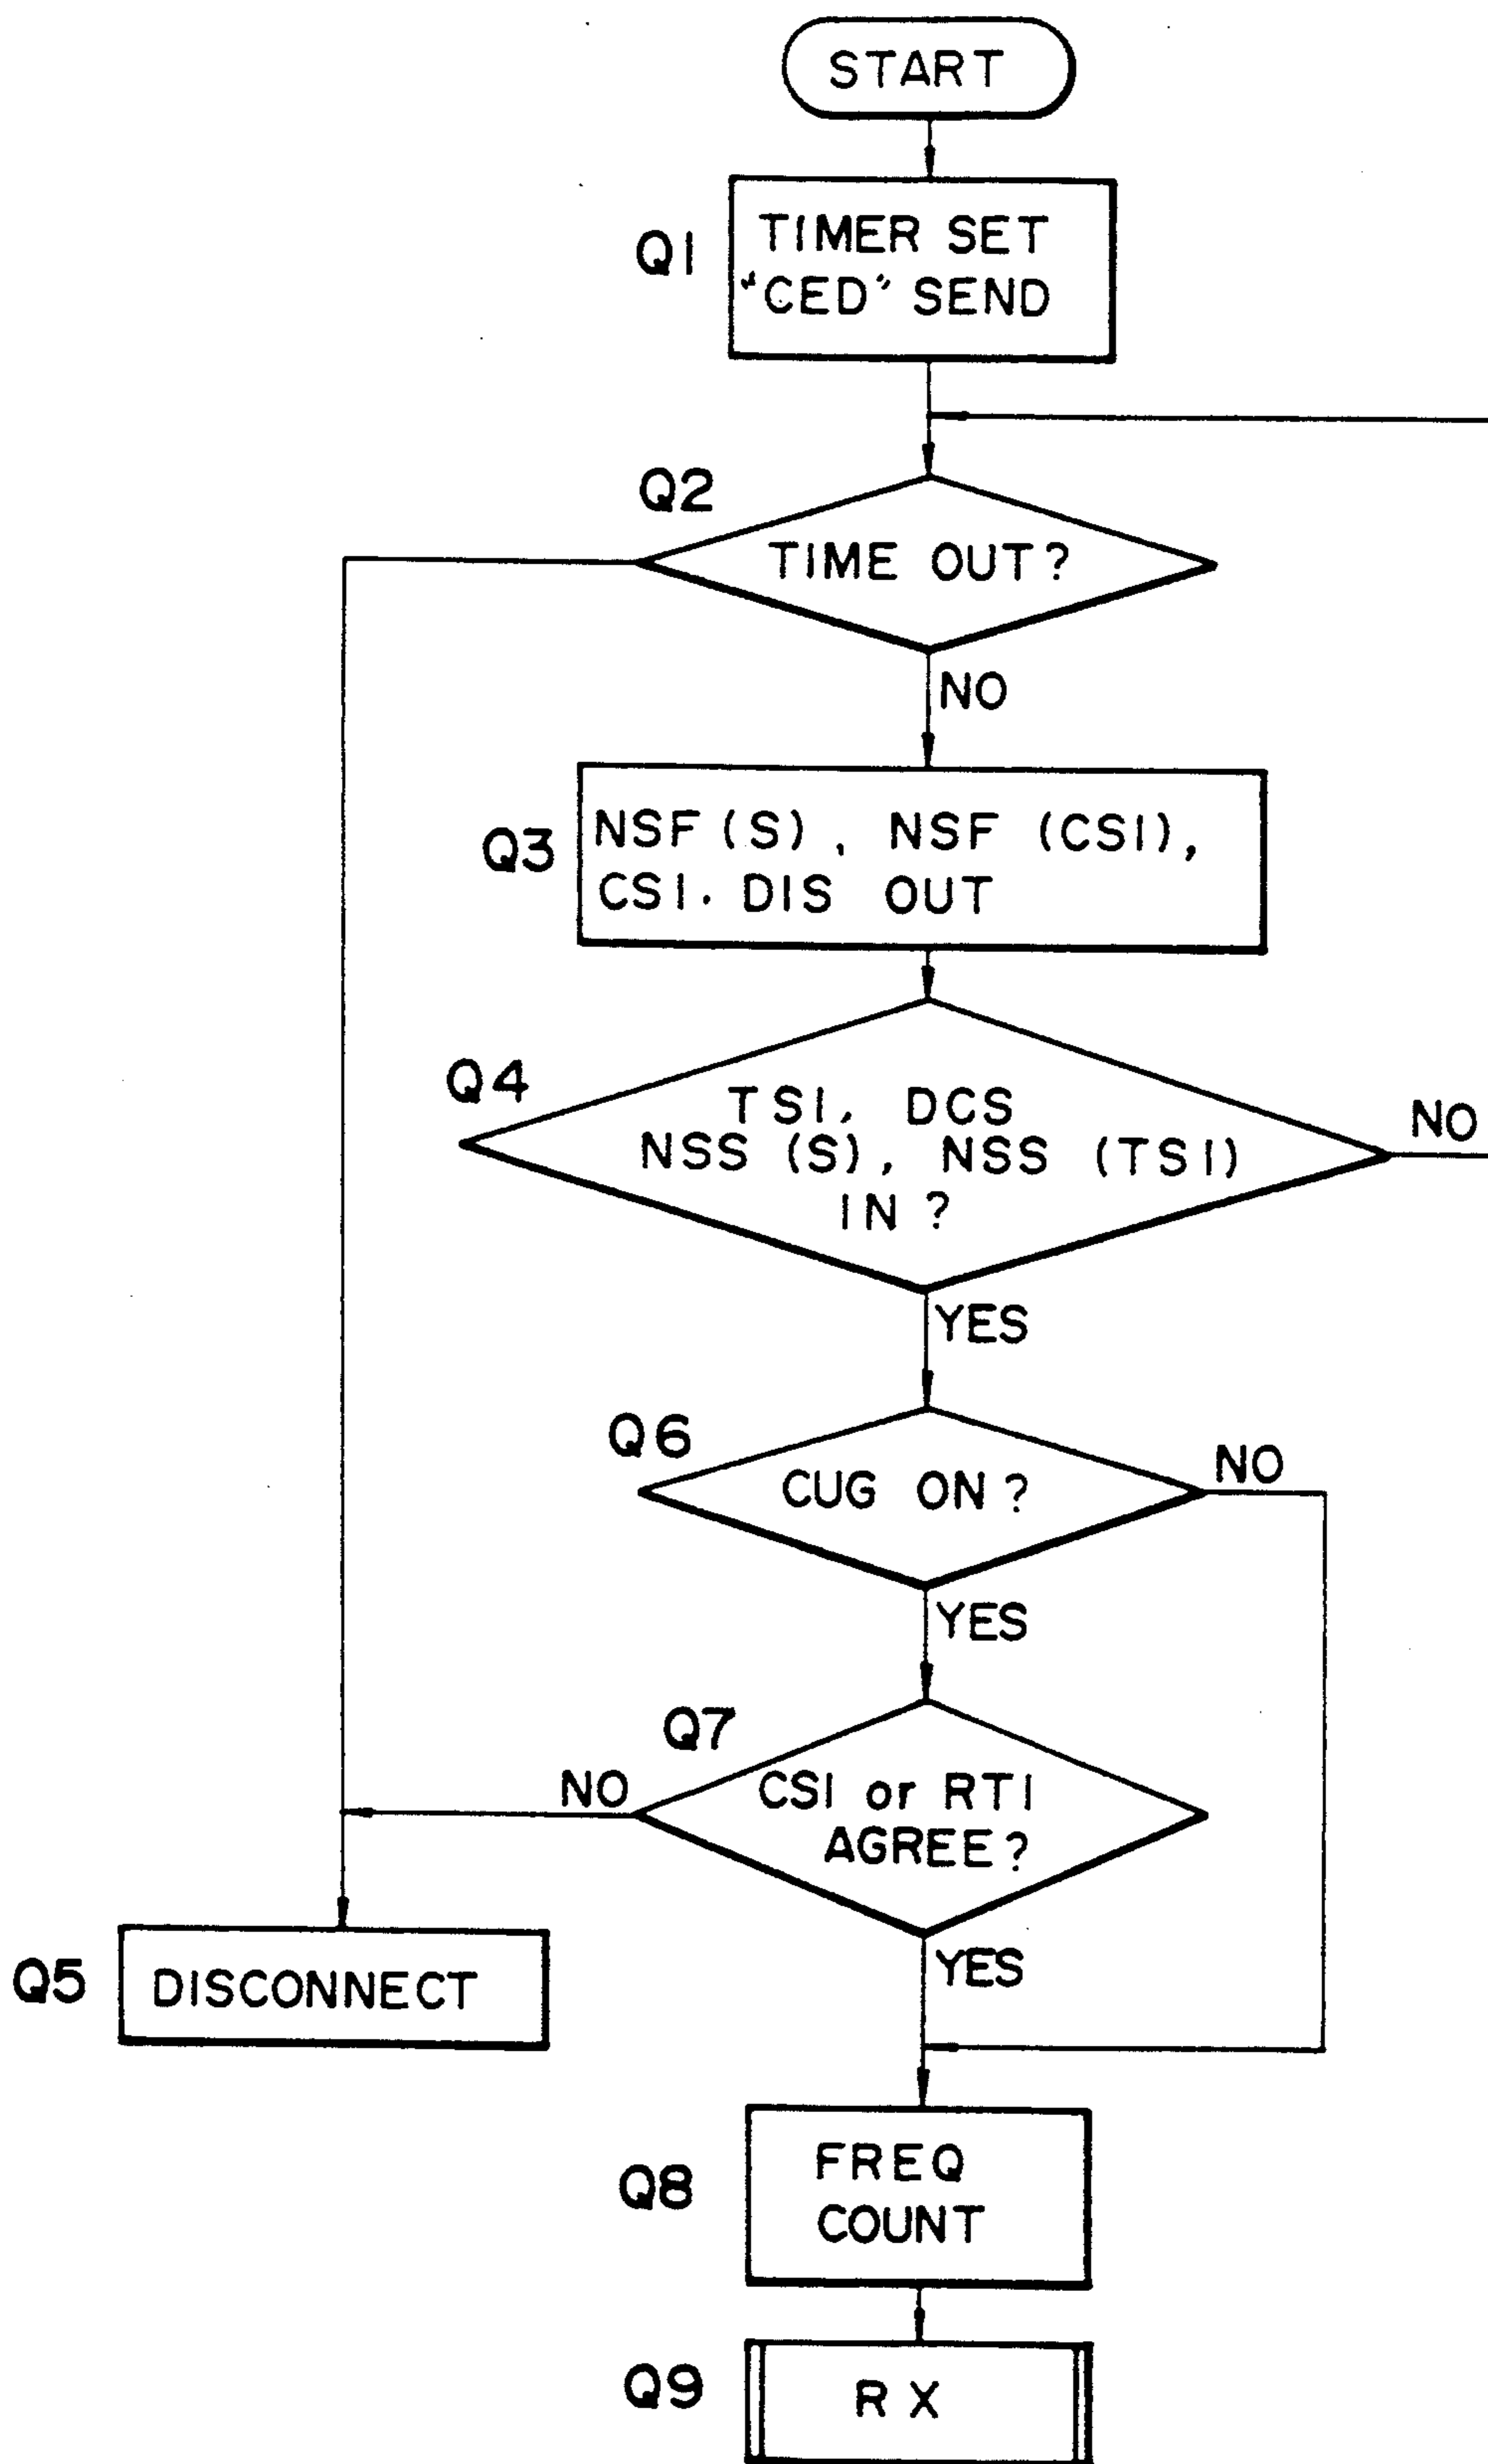 START
Q1
TIMER SET
"CED" SEND
Q2
TIME OUT?
NO
Q3
NSF (S), NSF (CSI),
CSI. DIS OUT
Q4
TSI, DCS
NSS (S), NSS (TSI)
IN ?
NO
YES
Q6
CUG ON ?
NO
YES
Q7
CSI or RTI
AGREE?
NO
YES
Q5
DISCONNECT
Q8
FREQ
COUNT
Q9
RX